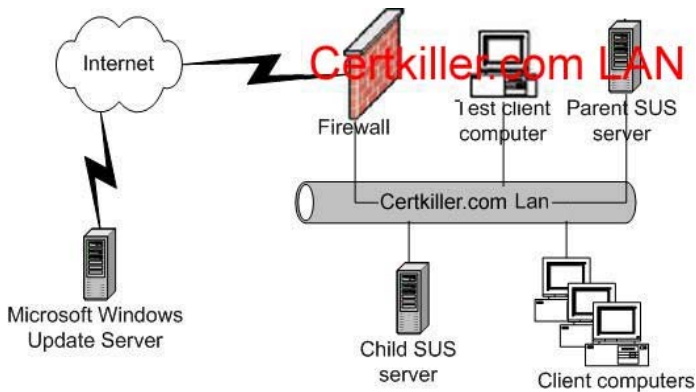 Internet
Certkiller.com LAN
Firewall
Test client
computer
Parent SUS
server
Certkiller.com Lan
Microsoft Windows
Update Server
Child SUS
server
Client computers